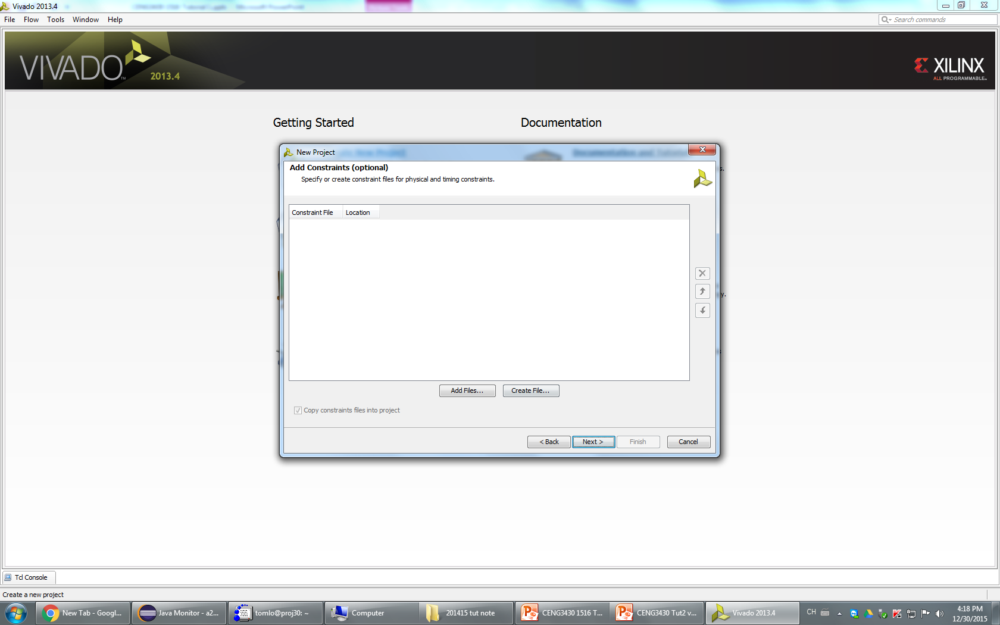 Vivado 2013.4
File Flow Tools Window Help
Search commands
VIVADO™ 2013.4
XILINX
ALL PROGRAMMABLE™
Getting Started
Documentation
New Project
Add Constraints (optional)
Specify or create constraint files for physical and timing constraints.
s.
Constraint File Location
y.
Add Files...
Create File...
Copy constraints files into project
< Back
Next >
Finish
Cancel
Tcl Console
Create a new project
New Tab - Googl...
Java Monitor - a2...
tomlo@proj30: ~
Computer
201415 tut note
CENG3430 1516 T...
CENG3430 Tut2 v...
Vivado 2013.4
CH
4:18 PM
12/30/2015